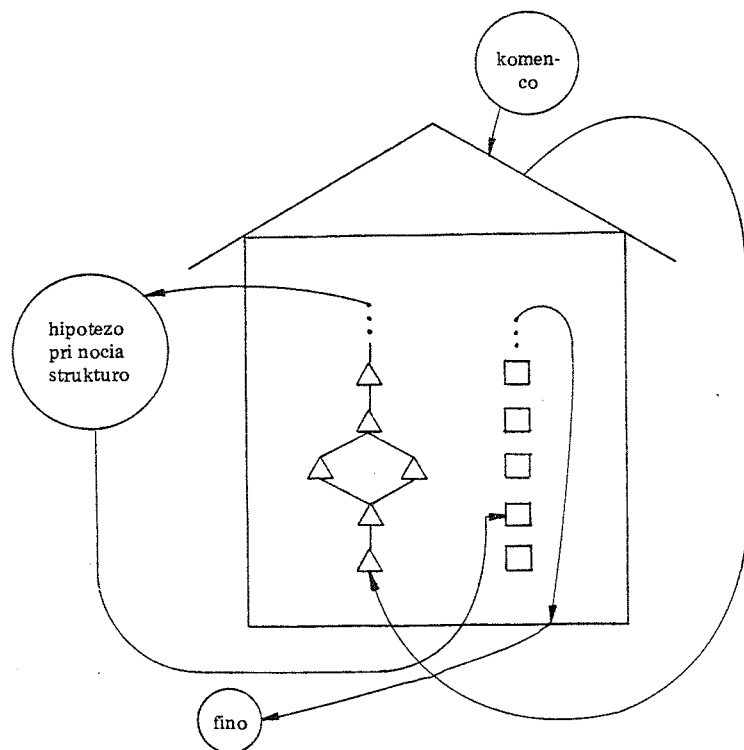 komen-
co
hipotezo
pri nocia
strukturo
fino